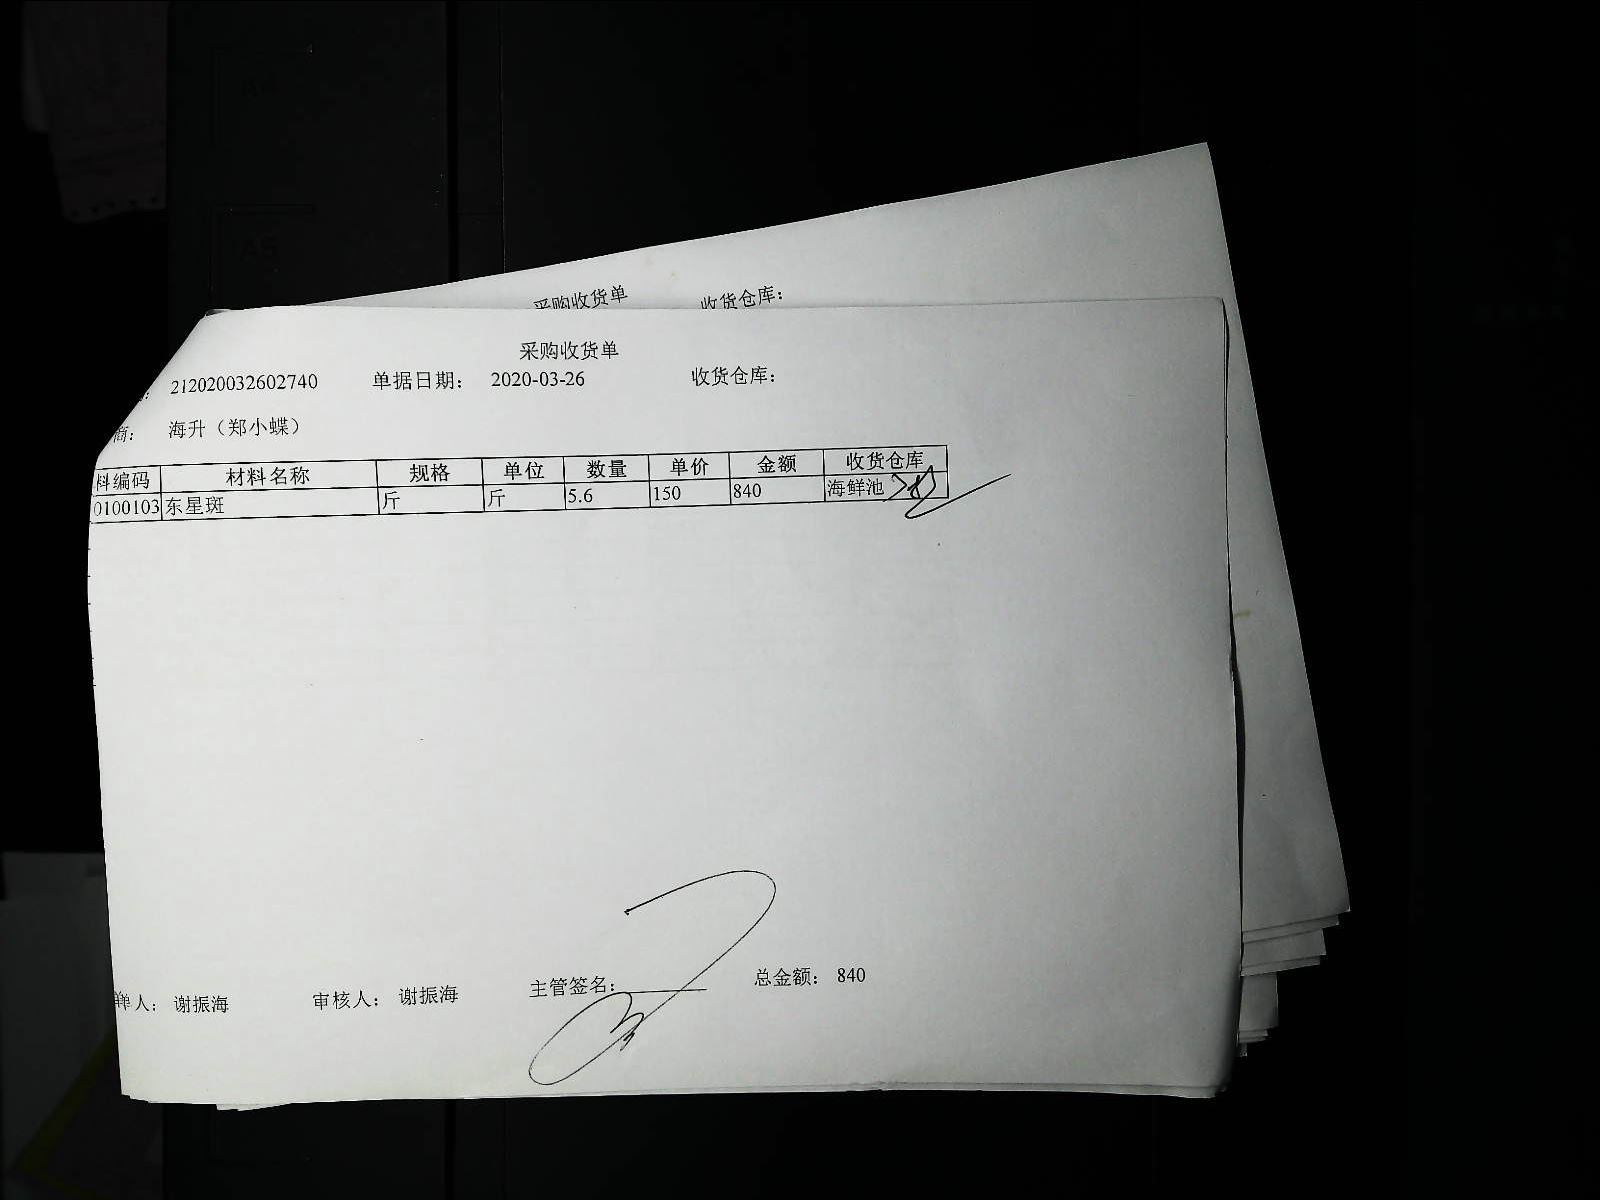 A4
A5
采购收货单 收货仓库：
采购收货单
212020032602740 单据日期： 2020-03-26 收货仓库：
商： 海升（郑小蝶）
料编码 材料名称 规格 单位 数量 单价 金额 收货仓库
0100103 东星斑 斤 斤 5.6 150 840 海鲜池
单人： 谢振海 审核人： 谢振海 主管签名： 总金额： 840